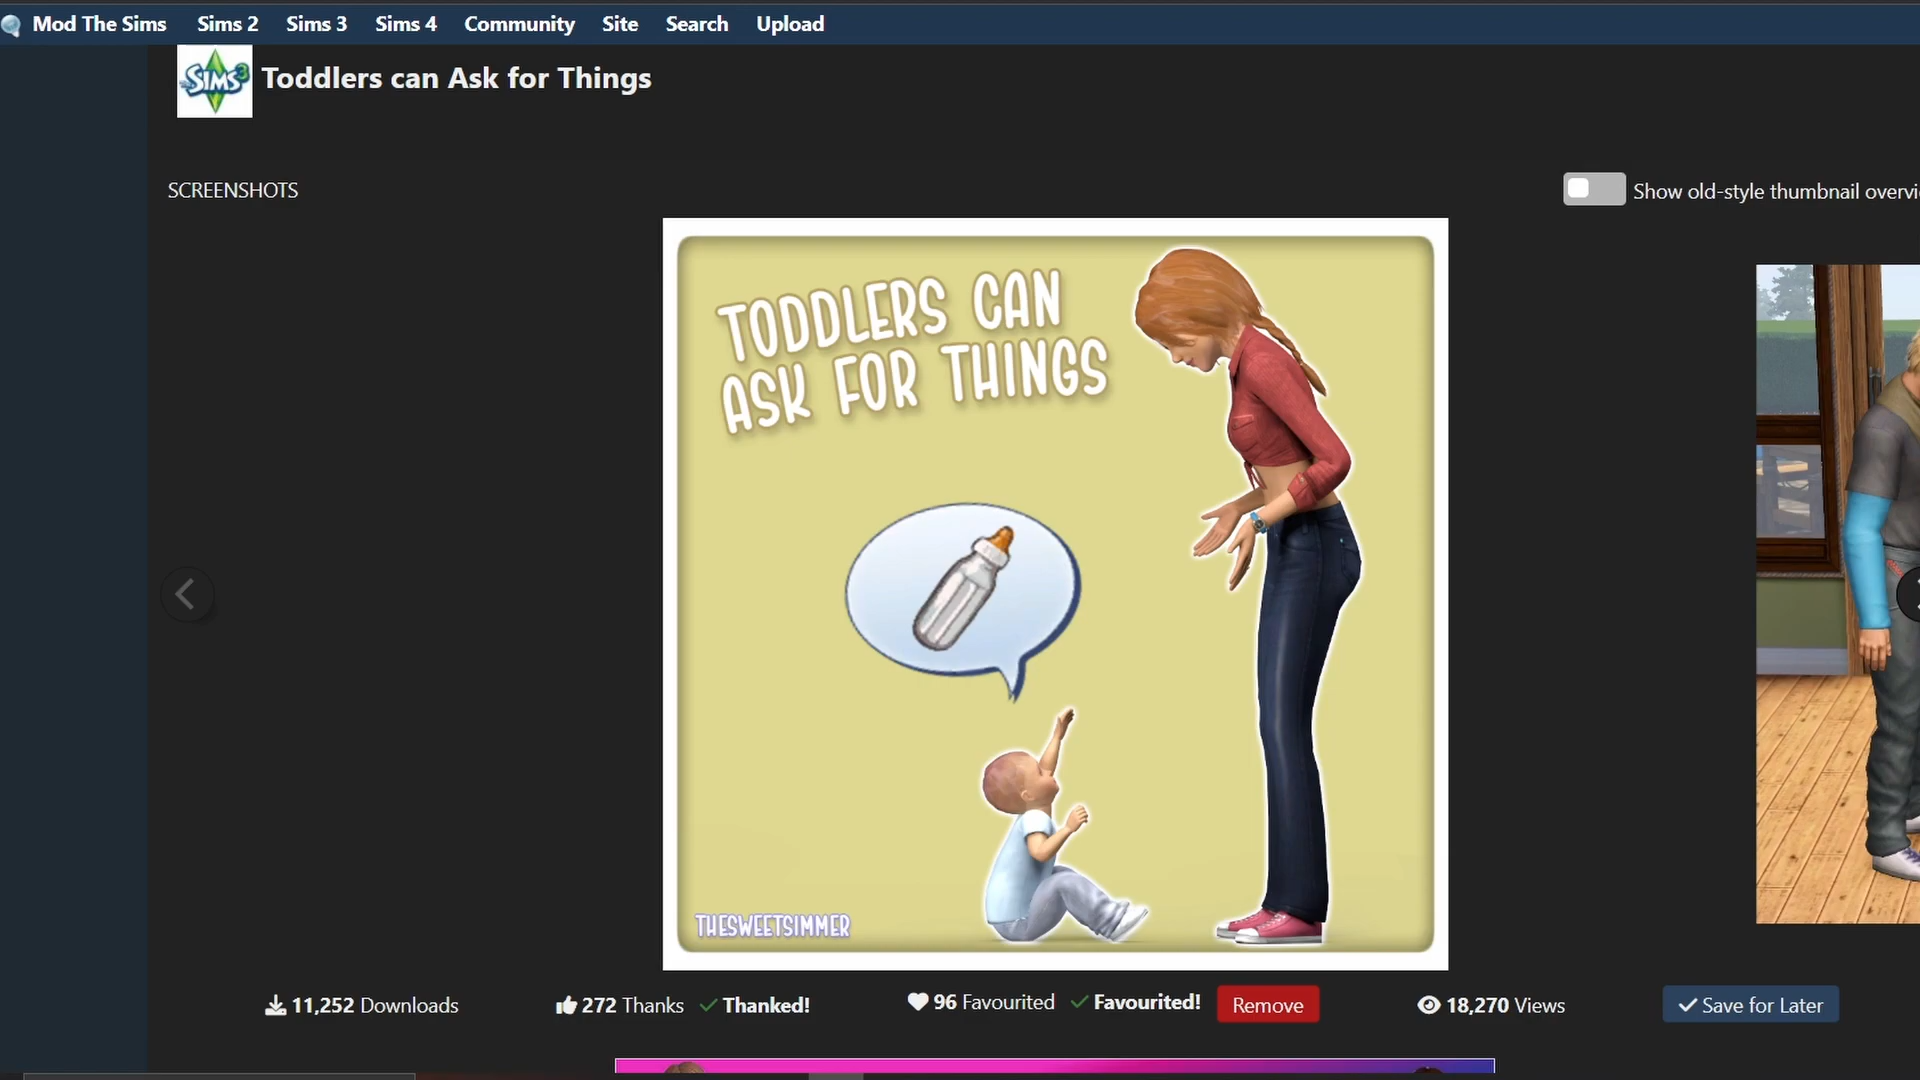 Mod The Sims Sims 2 Sims 3 Sims 4 Community Site Search Upload
SIMS 3 Toddlers can Ask for Things
SCREENSHOTS
Show old-style thumbnail
TODDLERS CAN
ASK FOR THINGS
THESWEETSIMMER
11,252 Downloads 272 Thanks Thanked! 96 Favourited Favourited! Remove 18,270 Views Save for Later